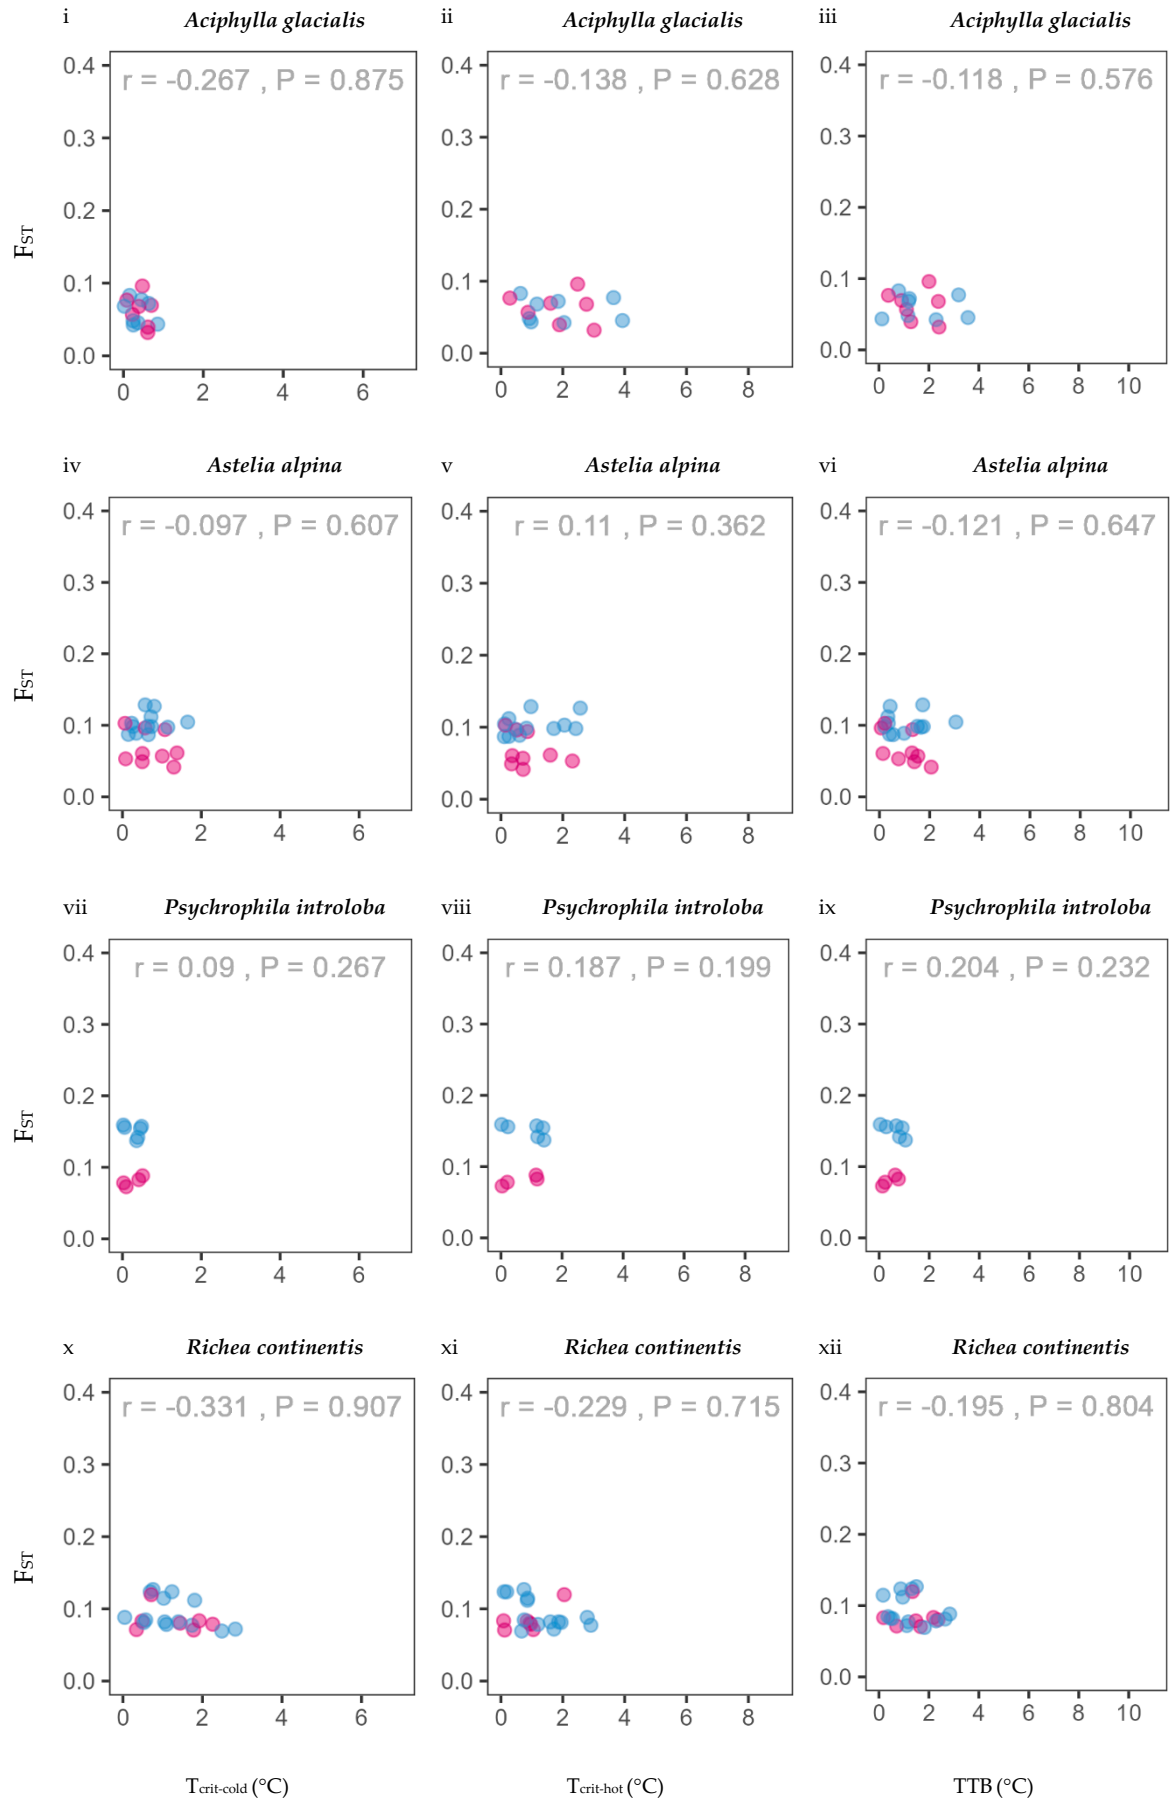 i Aciphylla glacialis ii Aciphylla glacialis iii Aciphylla glacialis
r = -0.267 , P = 0.875 r = -0.138 , P = 0.628 r = -0.118 , P = 0.576
0.4 0.4 0.4
0.3 0.3 0.3
0.2 0.2 0.2
FST
0.1 0.1 0.1
0.0 0.0 0.0
0 2 4 6 0 2 4 6 8 0 2 4 6 8 10
iv Astelia alpina v Astelia alpina vi Astelia alpina
r = -0.097 , P = 0.607 r = 0.11 , P = 0.362 r = -0.121 , P = 0.647
0.4 0.4 0.4
0.3 0.3 0.3
0.2 0.2 0.2
FST
0.1 0.1 0.1
0.0 0.0 0.0
0 2 4 6 0 2 4 6 8 0 2 4 6 8 10
vii Psychrophila introloba viii Psychrophila introloba ix Psychrophila introloba
r = 0.09 , P = 0.267 r = 0.187 , P = 0.199 r = 0.204 , P = 0.232
0.4 0.4 0.4
0.3 0.3 0.3
0.2 0.2 0.2
FST
0.1 0.1 0.1
0.0 0.0 0.0
0 2 4 6 0 2 4 6 8 0 2 4 6 8 10
x Richea continentis xi Richea continentis xii Richea continentis
r = -0.331 , P = 0.907 r = -0.229 , P = 0.715 r = -0.195 , P = 0.804
0.4 0.4 0.4
0.3 0.3 0.3
0.2 0.2 0.2
FST
0.1 0.1 0.1
0.0 0.0 0.0
0 2 4 6 0 2 4 6 8 0 2 4 6 8 10
Tcrit-cold (°C) Tcrit-hot (°C) TTB (°C)